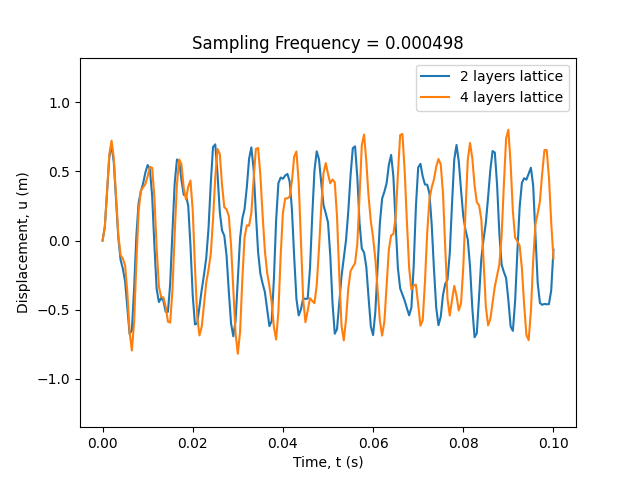 Sampling Frequency = 0.000498
2 layers lattice
4 layers lattice
Displacement, u (m)
1.0
0.5
0.0
−0.5
−1.0
0.00 0.02 0.04 0.06 0.08 0.10
Time, t (s)